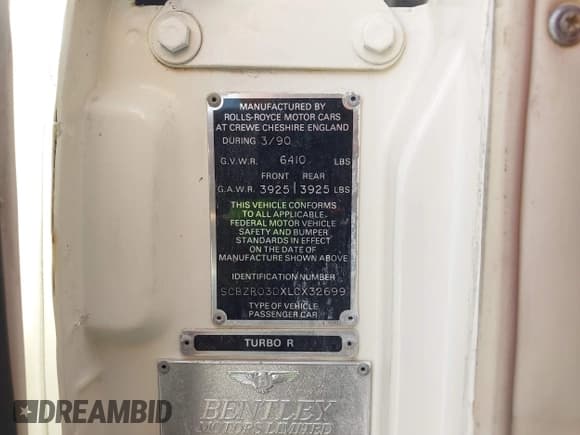 MANUFACTURED BY
ROLLS-ROYCE MOTOR CARS
AT CREWE CHESHIRE ENGLAND
DURING 3/90
G.V.W.R. 6410 LBS
FRONT REAR
G.A.W.R. 3925 | 3925 LBS
THIS VEHICLE CONFORMS
TO ALL APPLICABLE
FEDERAL MOTOR VEHICLE
SAFETY AND BUMPER
STANDARDS IN EFFECT
ON THE DATE OF
MANUFACTURE SHOWN ABOVE
IDENTIFICATION NUMBER
SCBZR03DXLCX32699
TYPE OF VEHICLE
PASSENGER CAR
TURBO R
B
BENTLEY
MOTORS LIMITED
DREAMBID